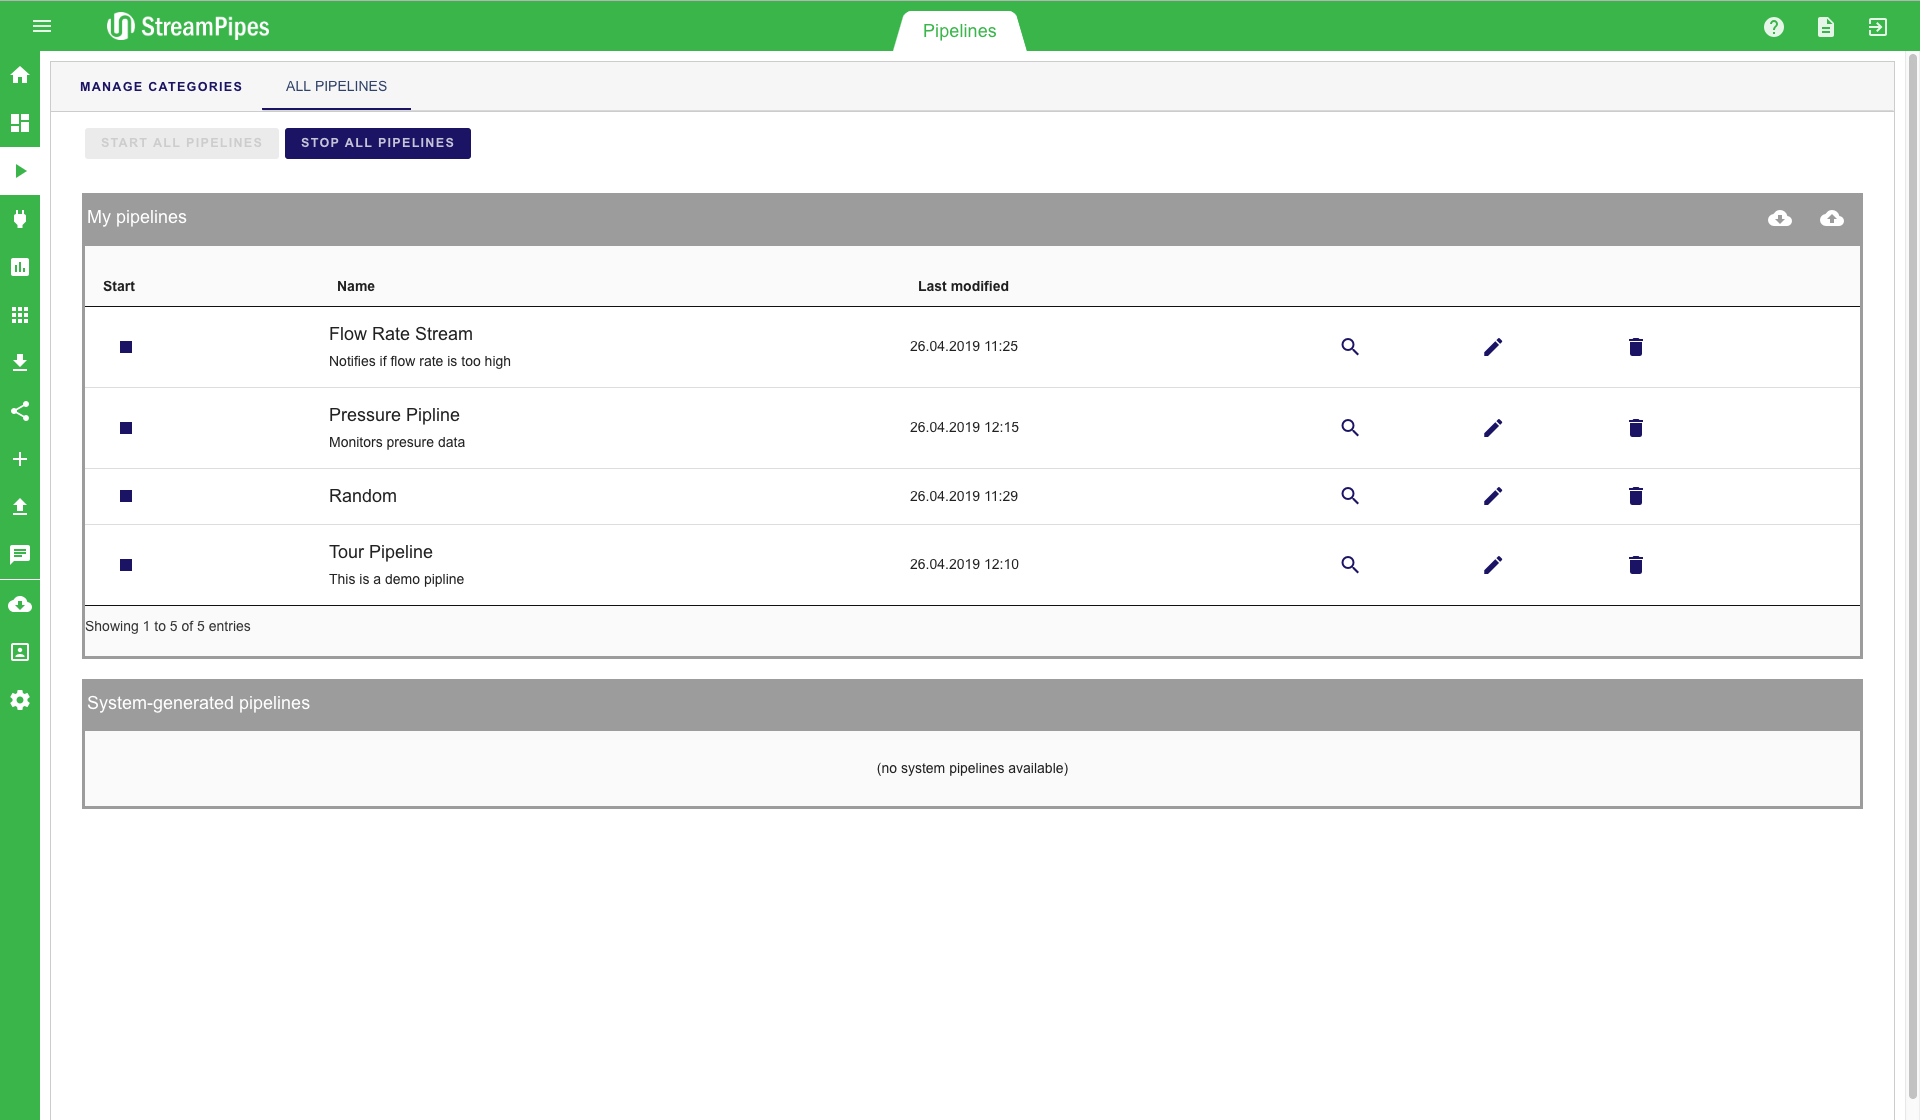 StreamPipes
Pipelines
MANAGE CATEGORIES
ALL PIPELINES
START ALL PIPELINES
STOP ALL PIPELINES
My pipelines
Start Name Last modified
Flow Rate Stream
Notifies if flow rate is too high
26.04.2019 11:25
Pressure Pipline
Monitors presure data
26.04.2019 12:15
Random
26.04.2019 11:29
Tour Pipeline
This is a demo pipline
26.04.2019 12:10
Showing 1 to 5 of 5 entries
System-generated pipelines
(no system pipelines available)